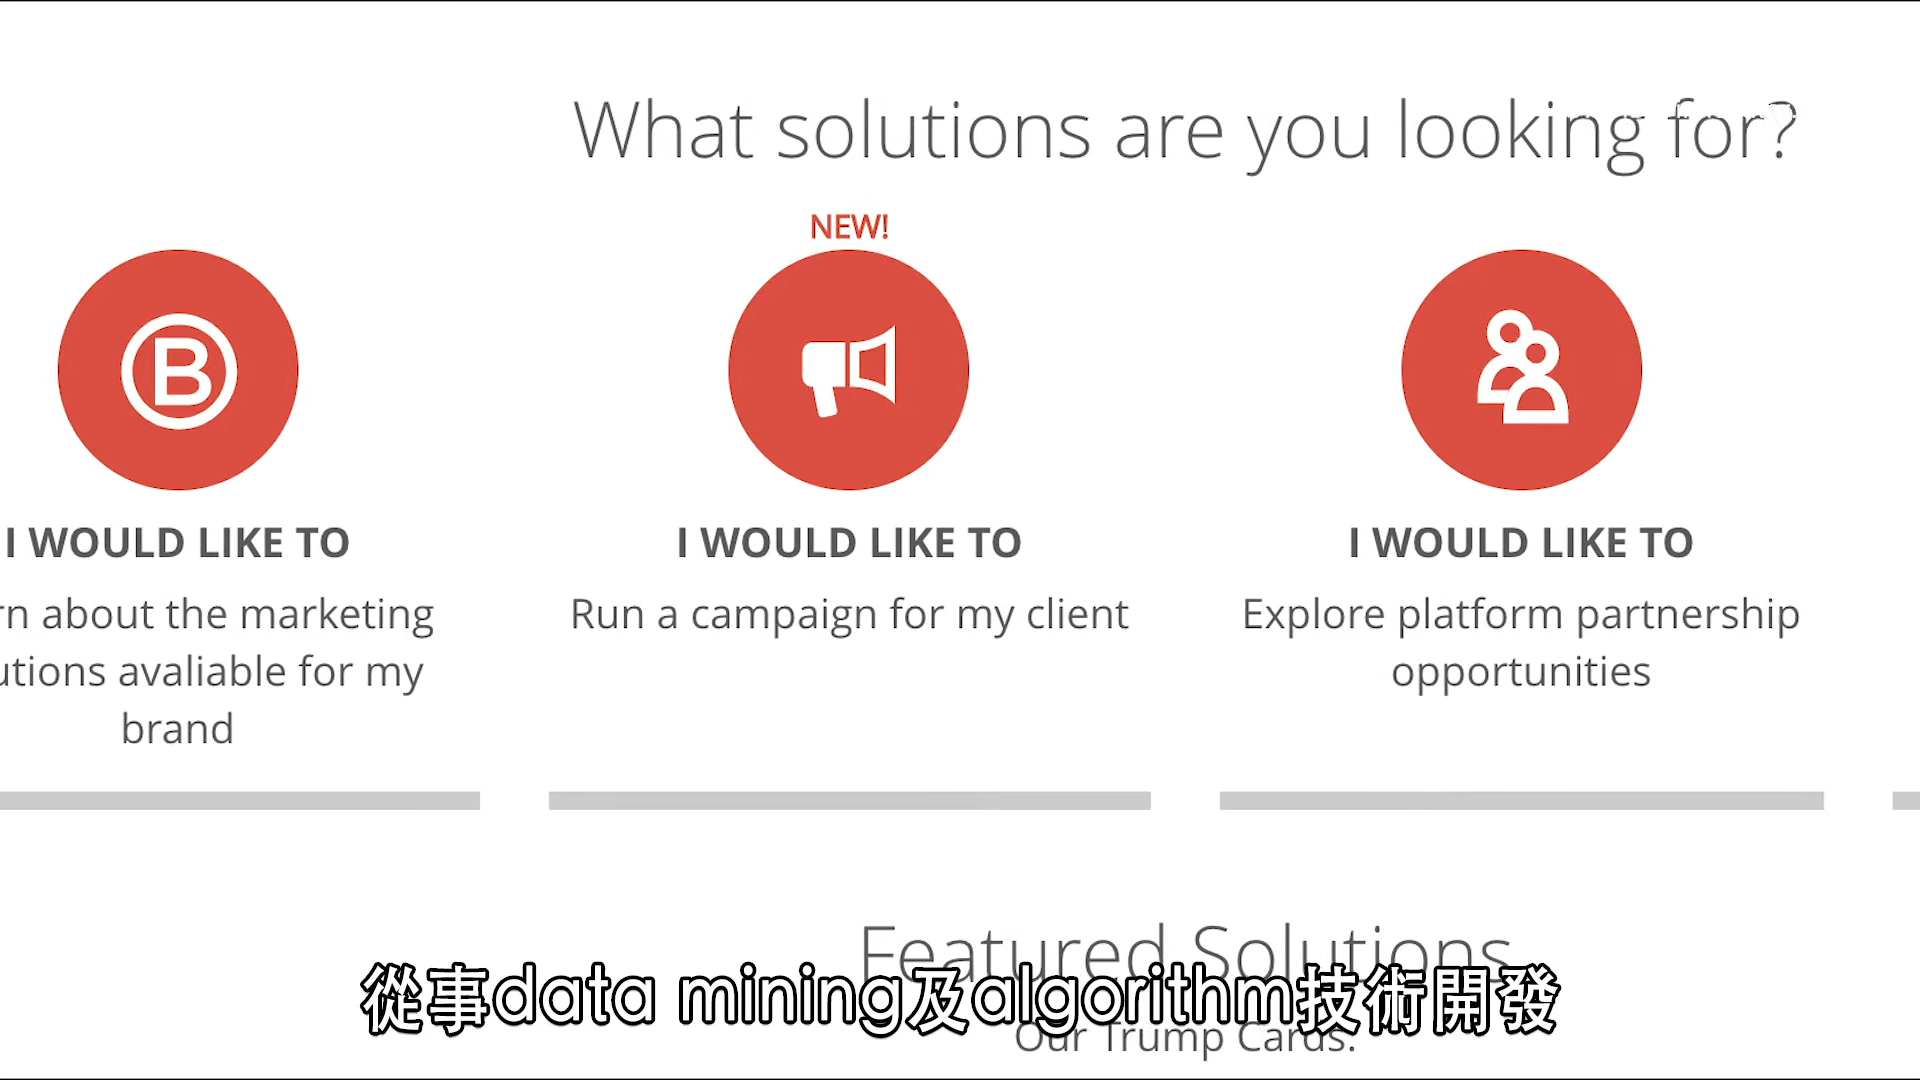 What solutions are you looking for?
NEW!
I WOULD LIKE TO
rn about the marketing
utions avaliable for my
brand
I WOULD LIKE TO
Run a campaign for my client
I WOULD LIKE TO
Explore platform partnership
opportunities
Featured Solutions
從事data mining及algorithm技術開發
Our Trump Cards.